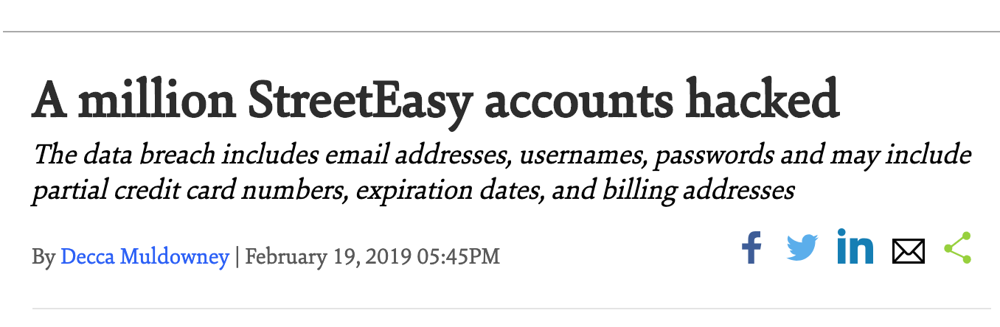 A million StreetEasy accounts hacked
The data breach includes email addresses, usernames, passwords and may include
partial credit card numbers, expiration dates, and billing addresses
By Decca Muldowney | February 19, 2019 05:45PM